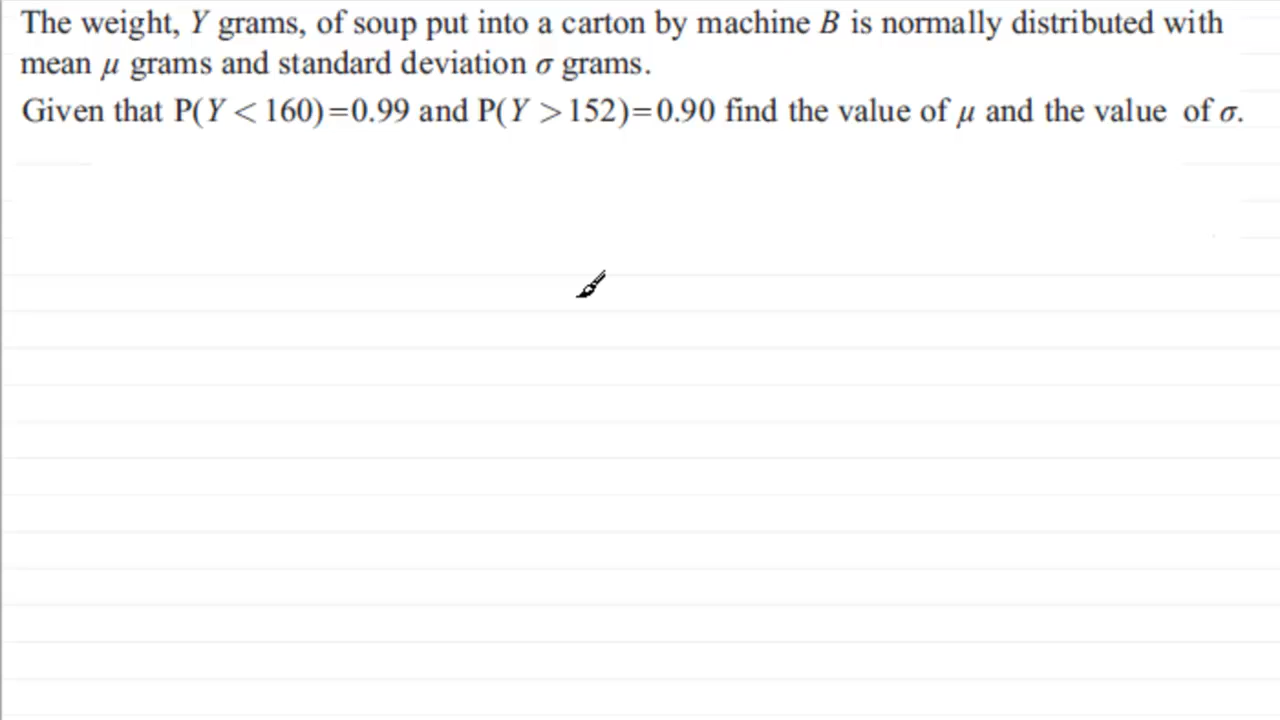 The weight, Y grams, of soup put into a carton by machine B is normally distributed with
mean μ grams and standard deviation σ grams.
Given that P(Y < 160)=0.99 and P(Y >152)=0.90 find the value of μ and the value of σ.